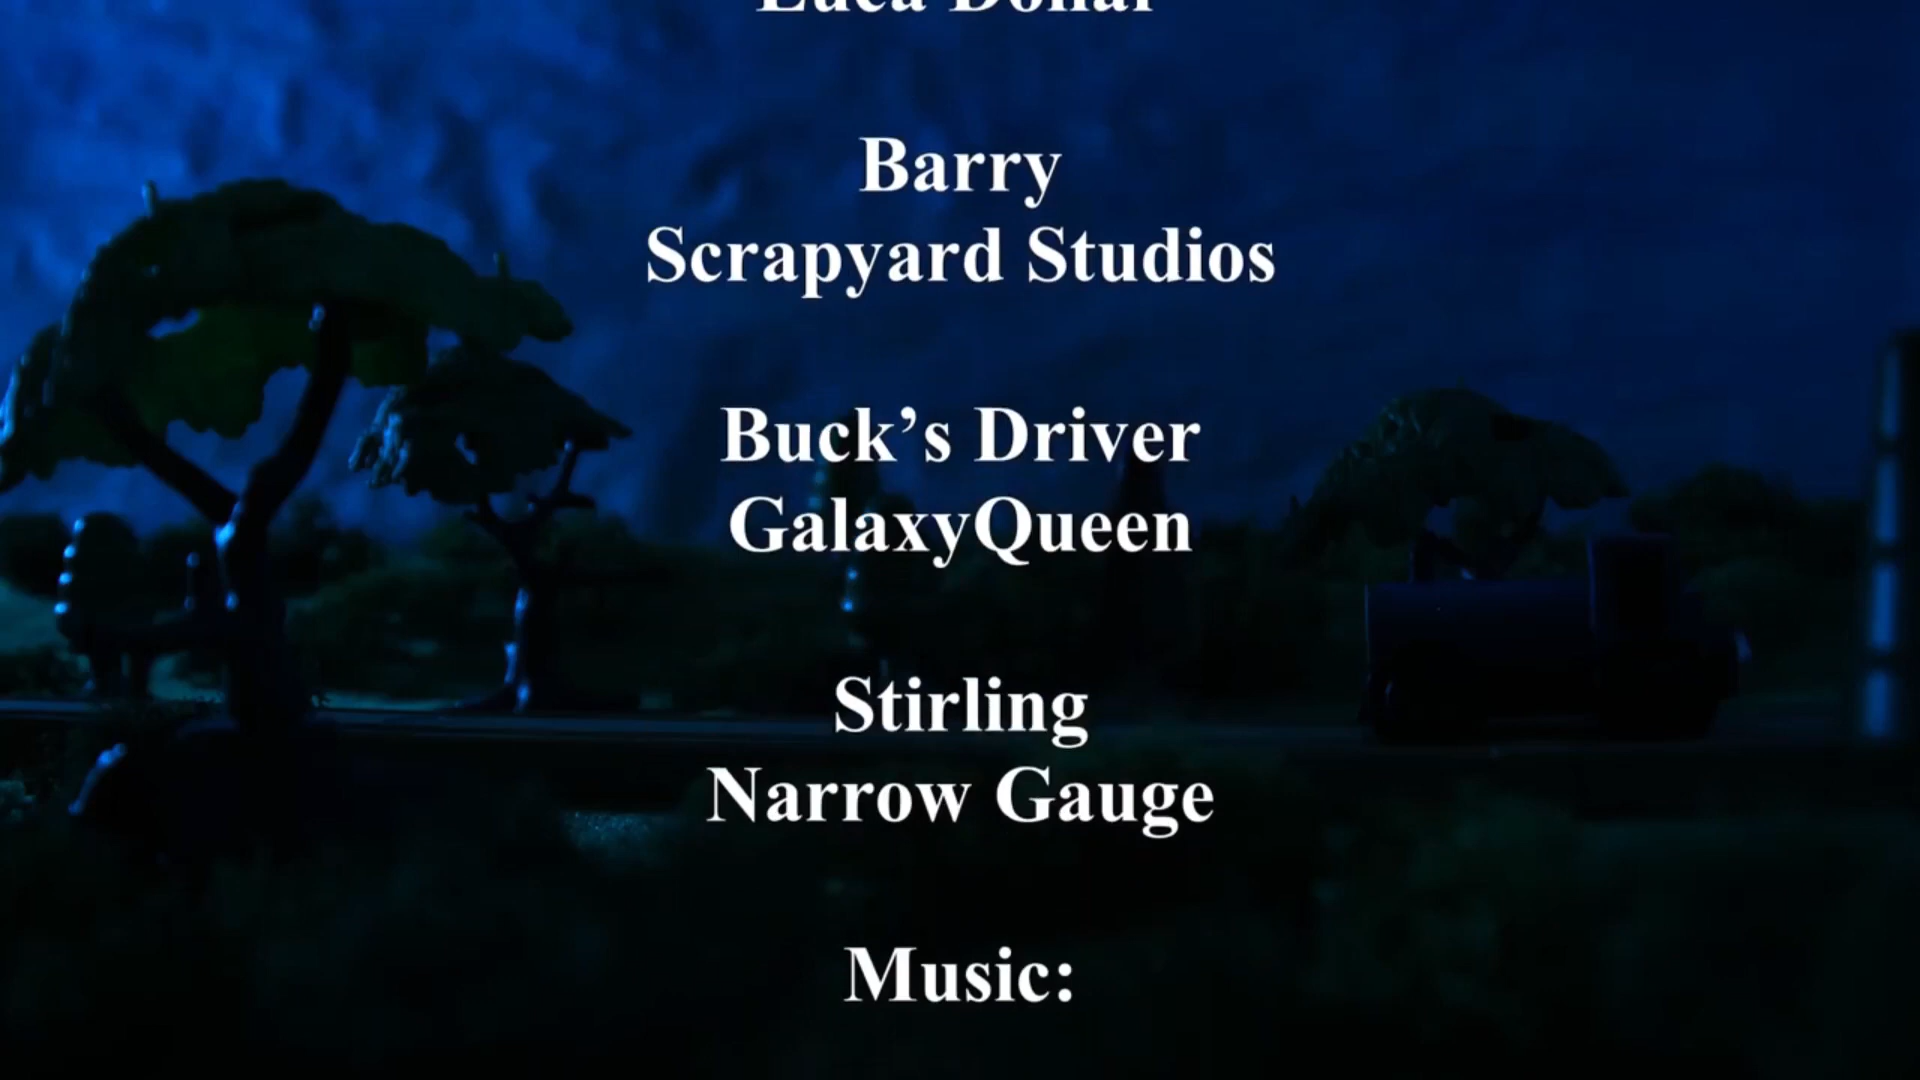 Barry
Scrapyard Studios
Buck’s Driver
GalaxyQueen
Stirling
Narrow Gauge
Music: